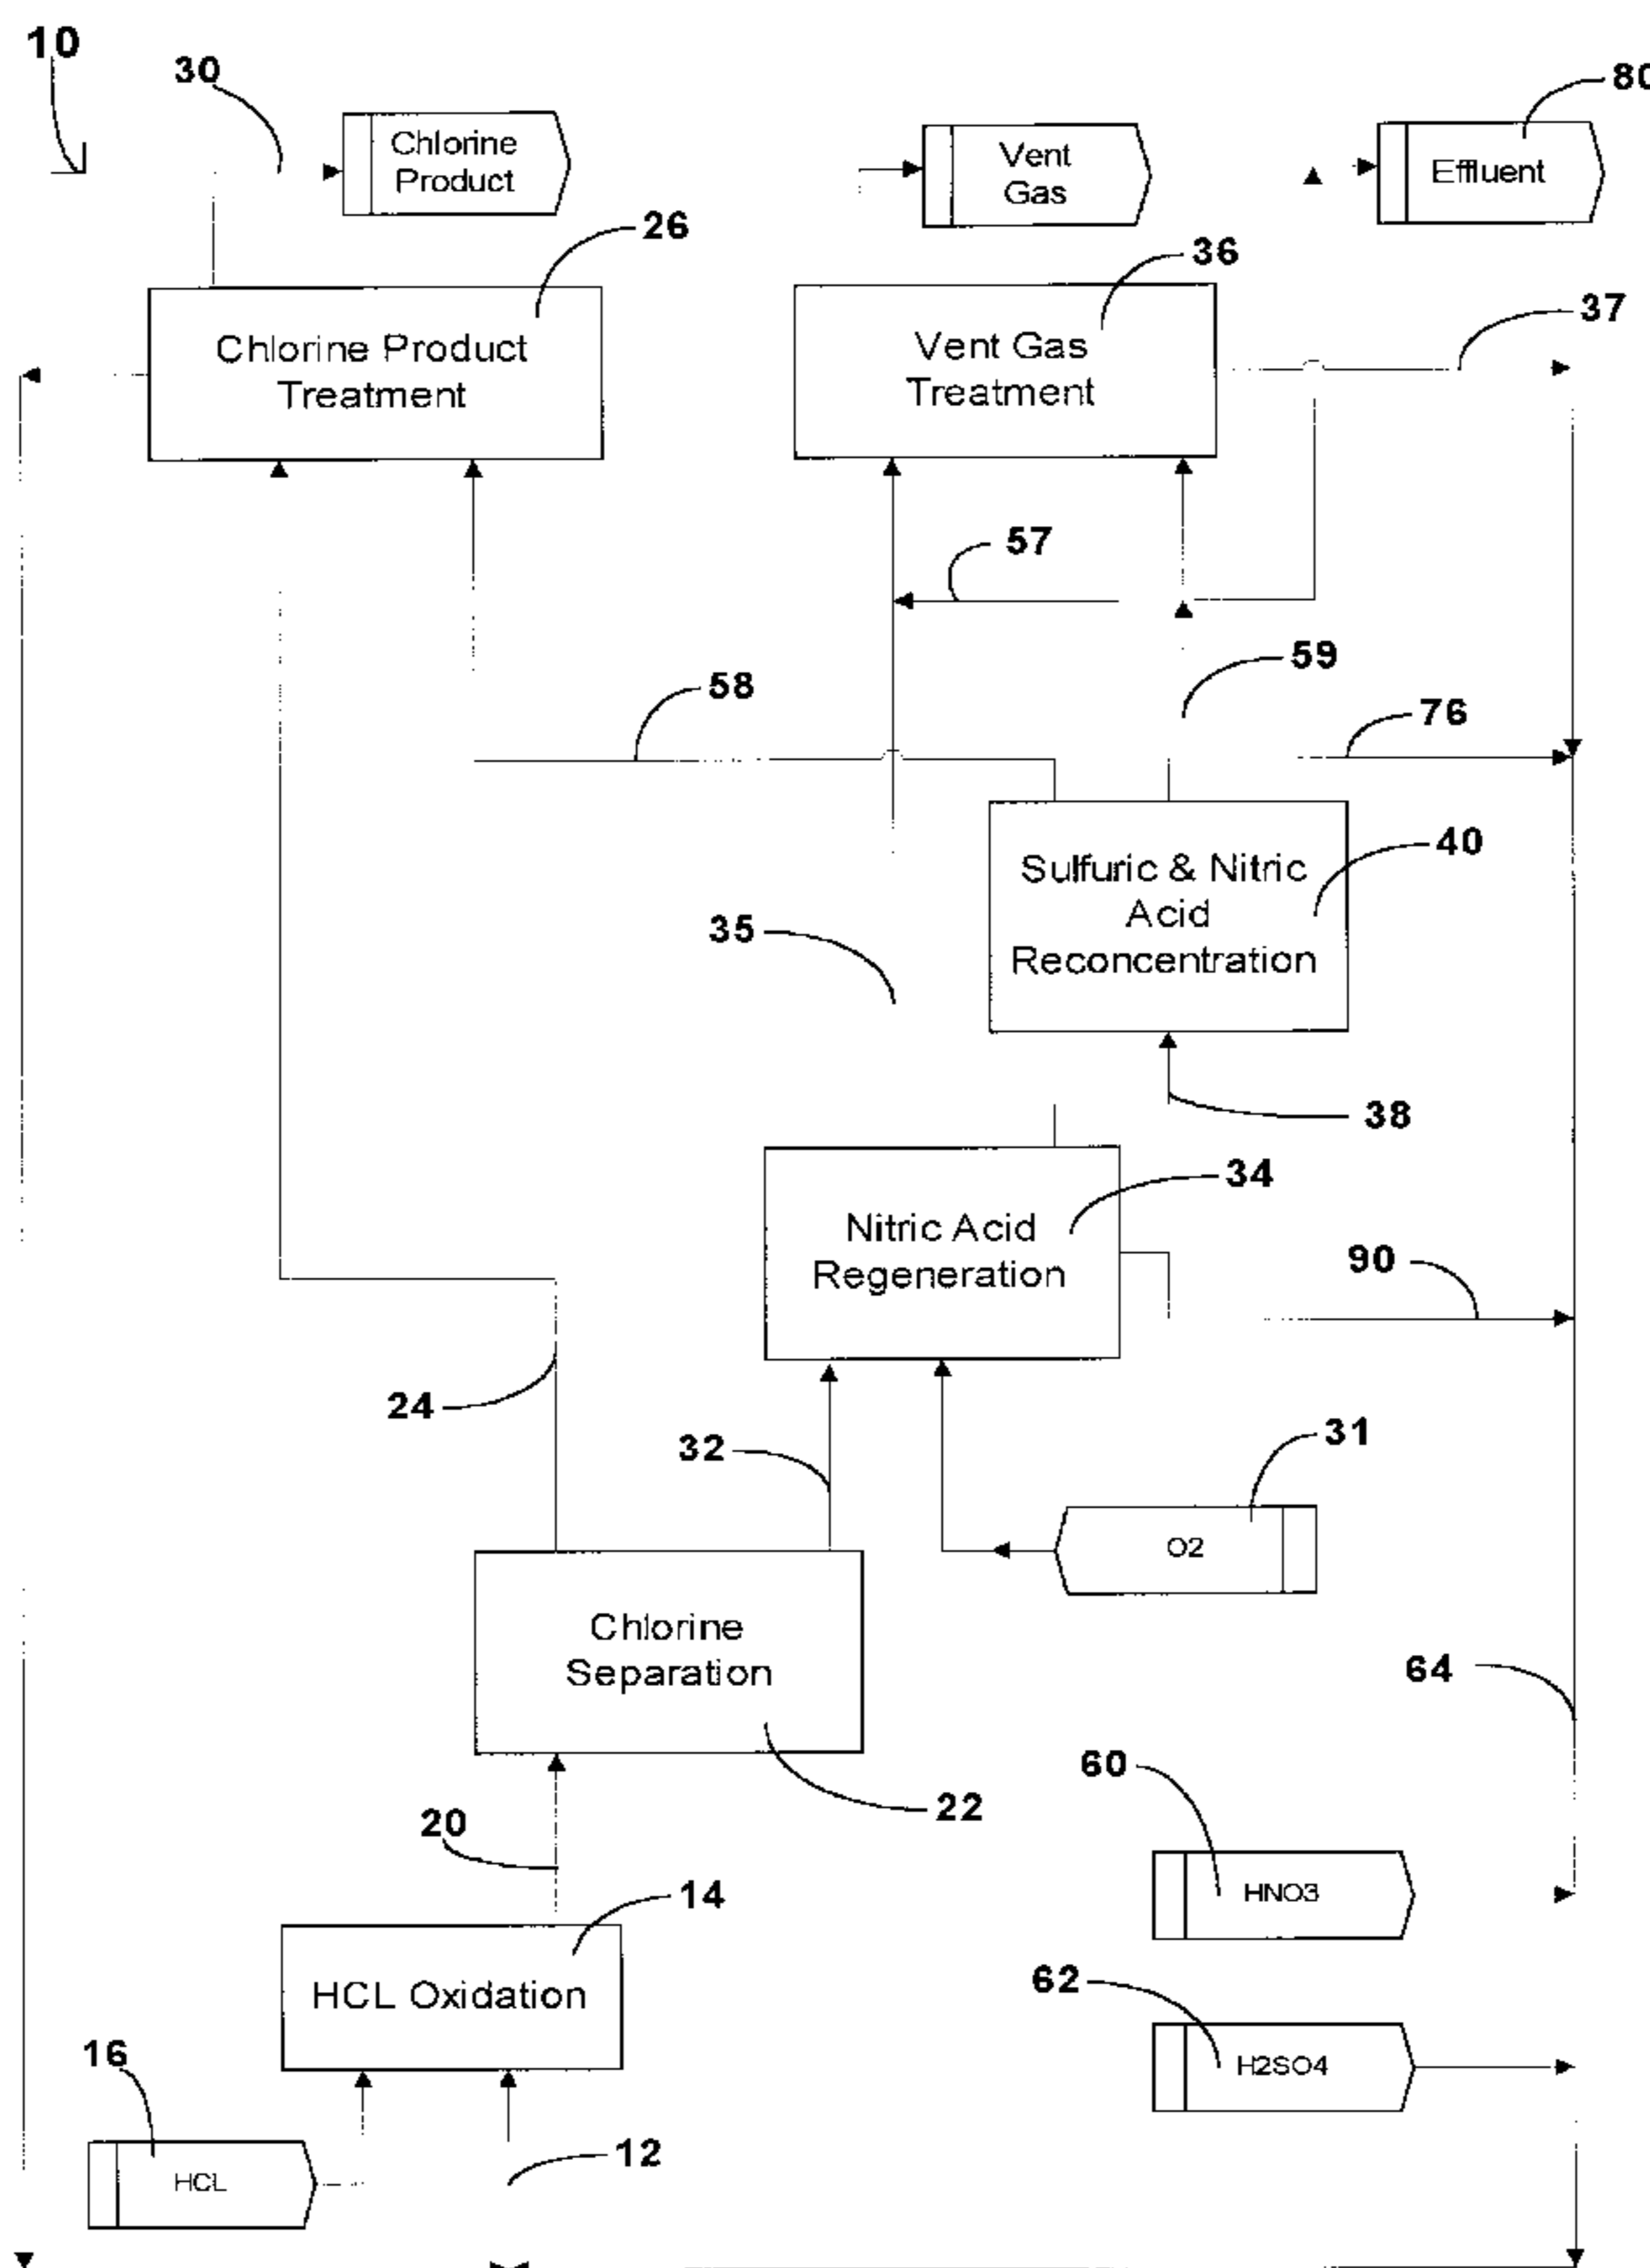 10
30
80
Chlorine
Product
Vent
Gas
Effluent
26
36
37
Chlorine Product
Treatment
Vent Gas
Treatment
57
59
58
76
40
Sulfuric & Nitric
Acid
Reconcentration
35
38
34
Nitric Acid
Regeneration
90
24
32
31
O2
Chlorine
Separation
64
60
22
20
HNO3
14
62
HCL Oxidation
16
H2SO4
12
HCL